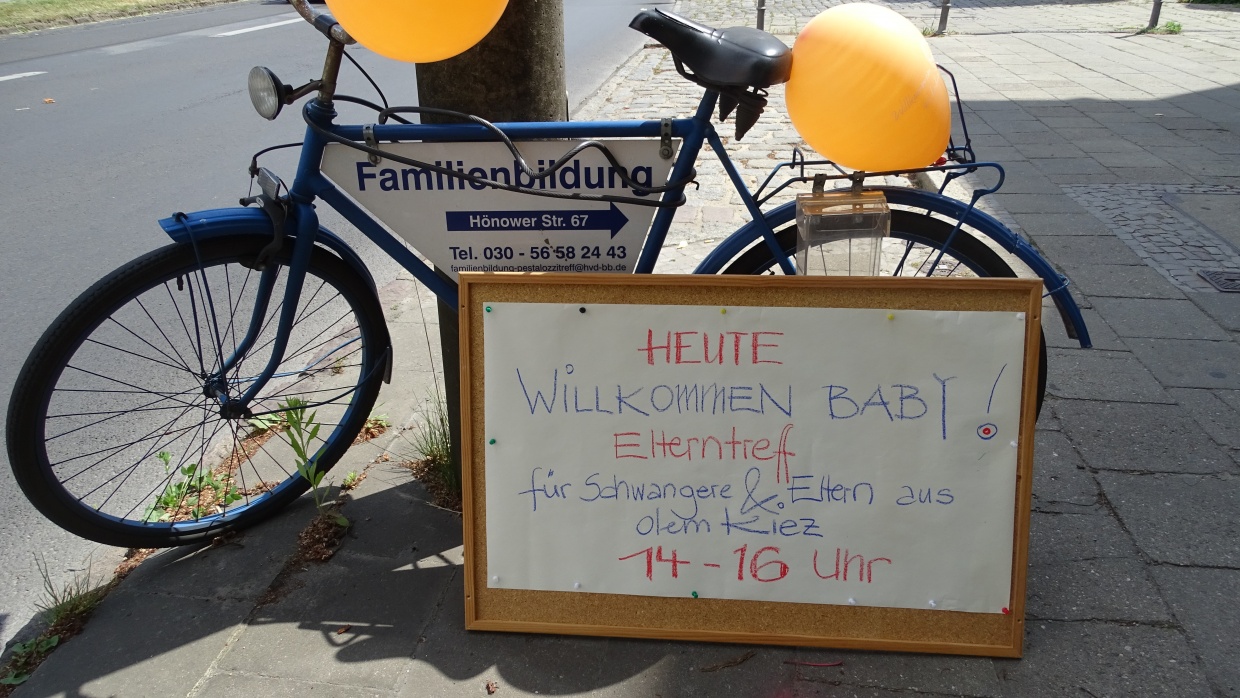 Familienbildung
Hönower Str. 67
Tel. 030 - 56 58 24 43
familienbildung-pestalozzitreff@hvd-bb.de
HEUTE
WILLKOMMEN BABY!
Elterntreff
für Schwangere & Eltern aus
dem Kiez
14 - 16 Uhr